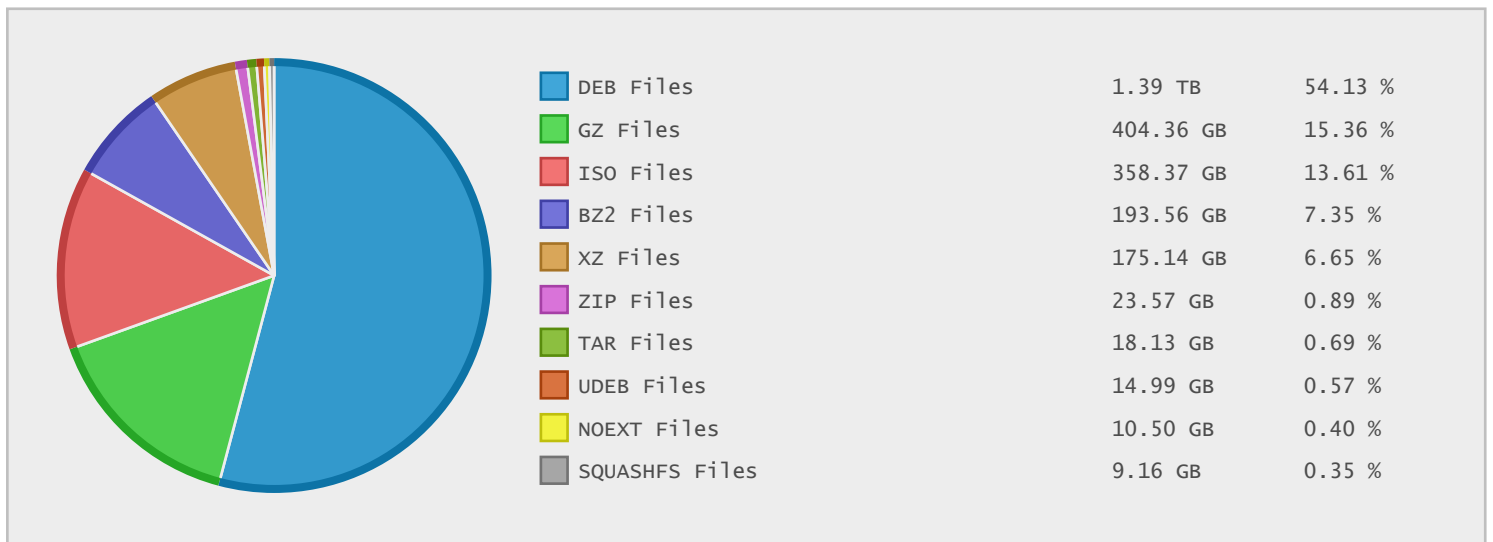 DEB Files 1.39 TB 54.13 %
GZ Files 404.36 GB 15.36 %
ISO Files 358.37 GB 13.61 %
BZ2 Files 193.56 GB 7.35 %
XZ Files 175.14 GB 6.65 %
ZIP Files 23.57 GB 0.89 %
TAR Files 18.13 GB 0.69 %
UDEB Files 14.99 GB 0.57 %
NOEXT Files 10.50 GB 0.40 %
SQUASHFS Files 9.16 GB 0.35 %